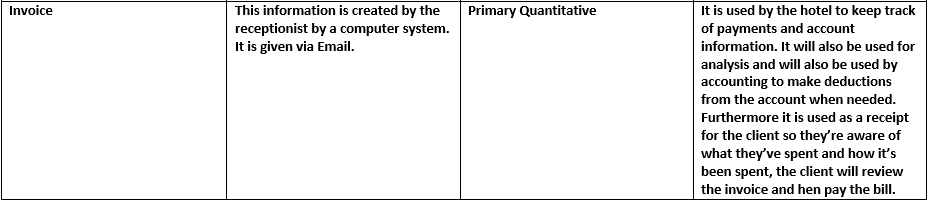 Invoice
This information is created by the
receptionist by a computer system.
It is given via Email.
Primary Quantitative
It is used by the hotel to keep track
of payments and account
information. It will also be used for
analysis and will also be used by
accounting to make deductions
from the account when needed.
Furthermore it is used as a receipt
for the client so they’re aware of
what they’ve spent and how it’s
been spent, the client will review
the invoice and hen pay the bill.